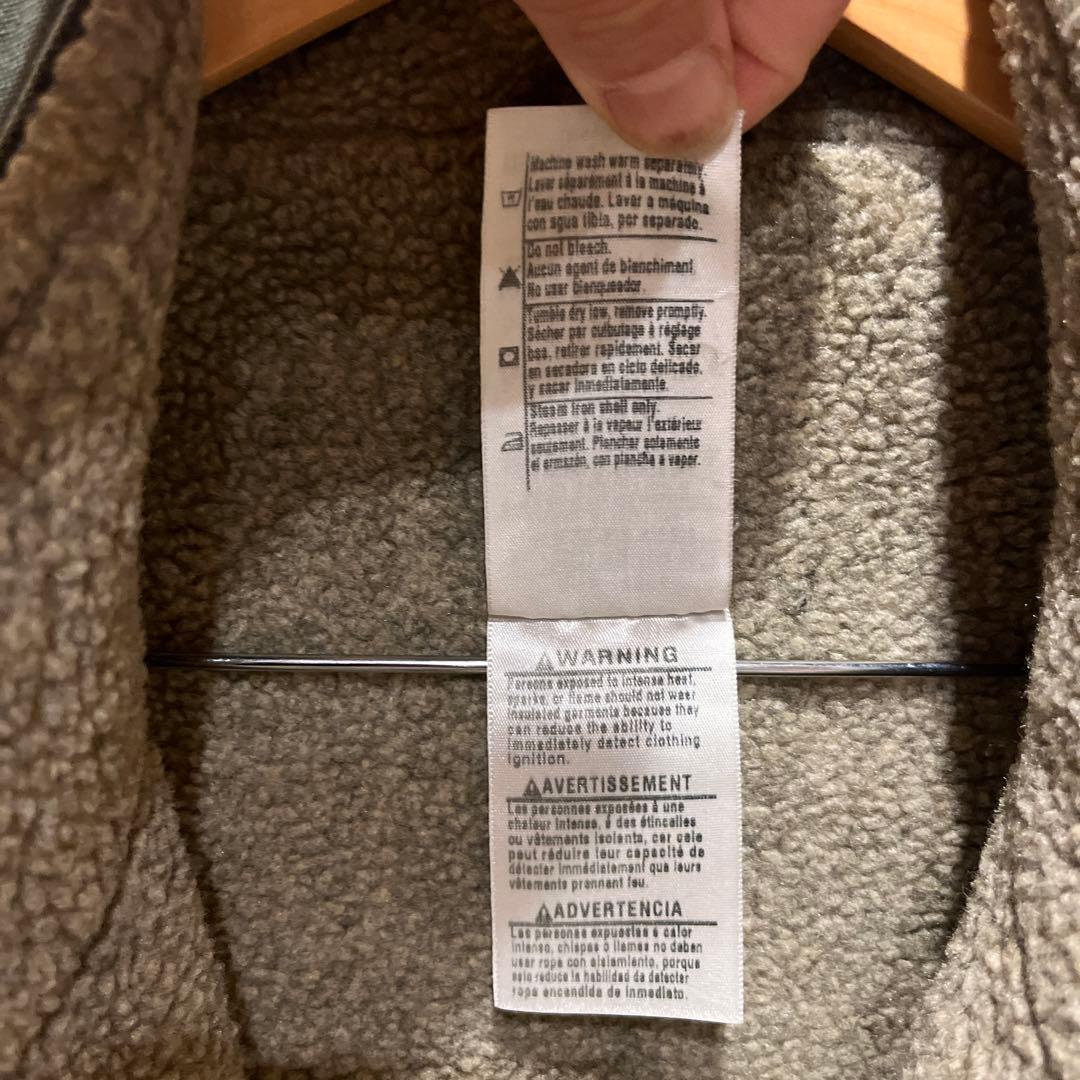 Machine wash warm separately
Laver séparément à la machine à
l'eau chaude. Lavar a máquina
con agua tibia, por separado.
Do not bleach.
Aucun agent de blanchiment
No usar blanqueador.
Tumble dry low, remove promptly.
Sécher par culbutage à réglage
bas, retirer rapidement. Secar
en secadora en ciclo delicado,
y sacar inmediatamente.
Steam iron shell only.
Repasser à la vapeur l'extérieur
seulement. Planchar solamente
el armazón, con plancha a vapor.
WARNING
Persons exposed to intense heat,
sparks, or flame should not wear
insulated garments because they
can reduce the ability to
immediately detect clothing
ignition.
AVERTISSEMENT
Les personnes exposées à une
chaleur intense, à des étincelles
ou vêtements isolants, car cela
peut réduire leur capacité de
détecter immédiatement que leurs
vêtements prennent feu.
ADVERTENCIA
Las personas expuestas a calor
intenso, chispas o llamas no deben
usar ropa con aislamiento, porque
esto reduce la habilidad de detectar
ropa encendida de inmediato.